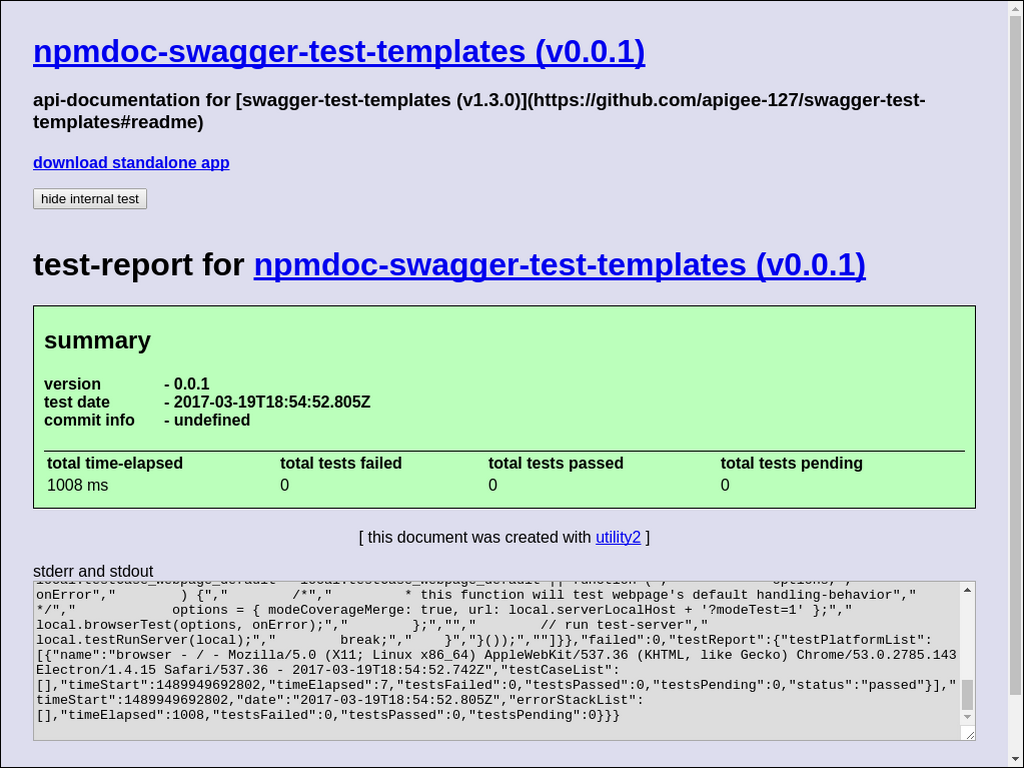 npmdoc-swagger-test-templates (v0.0.1)
api-documentation for [swagger-test-templates (v1.3.0)](https://github.com/apigee-127/swagger-test-
templates#readme)
download standalone app
hide internal test
test-report for npmdoc-swagger-test-templates (v0.0.1)
summary
version - 0.0.1
test date - 2017-03-19T18:54:52.805Z
commit info - undefined
total time-elapsed total tests failed total tests passed total tests pending
1008 ms 0 0 0
[ this document was created with utility2 ]
stderr and stdout
local.testCase_webpage_default = local.testCase_webpage_default || function (","            options,","
onError","        ) {","        /*","         * this function will test webpage's default handling-behavior","
*/","            options = { modeCoverageMerge: true, url: local.serverLocalHost + '?modeTest=1' };","
local.browserTest(options, onError);","        };","","        // run test-server","
local.testRunServer(local);","        break;","    }","}());",""]}},"failed":0,"testReport":{"testPlatformList":
[{"name":"browser - / - Mozilla/5.0 (X11; Linux x86_64) AppleWebKit/537.36 (KHTML, like Gecko) Chrome/53.0.2785.143
Electron/1.4.15 Safari/537.36 - 2017-03-19T18:54:52.742Z","testCaseList":
[],"timeStart":1489949692802,"timeElapsed":7,"testsFailed":0,"testsPassed":0,"testsPending":0,"status":"passed"}],"
timeStart":1489949692802,"date":"2017-03-19T18:54:52.805Z","errorStackList":
[],"timeElapsed":1008,"testsFailed":0,"testsPassed":0,"testsPending":0}}}